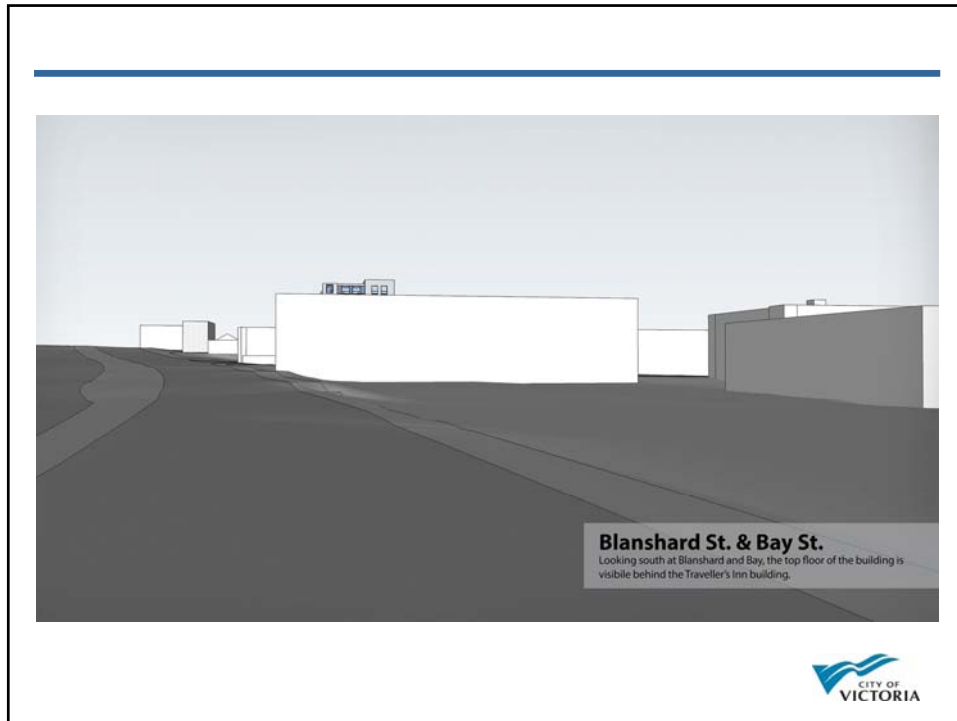 Blanshard St. & Bay St.
Looking south at Blanshard and Bay, the top floor of the building is
visibile behind the Traveller's Inn building.
CITY OF
VICTORIA